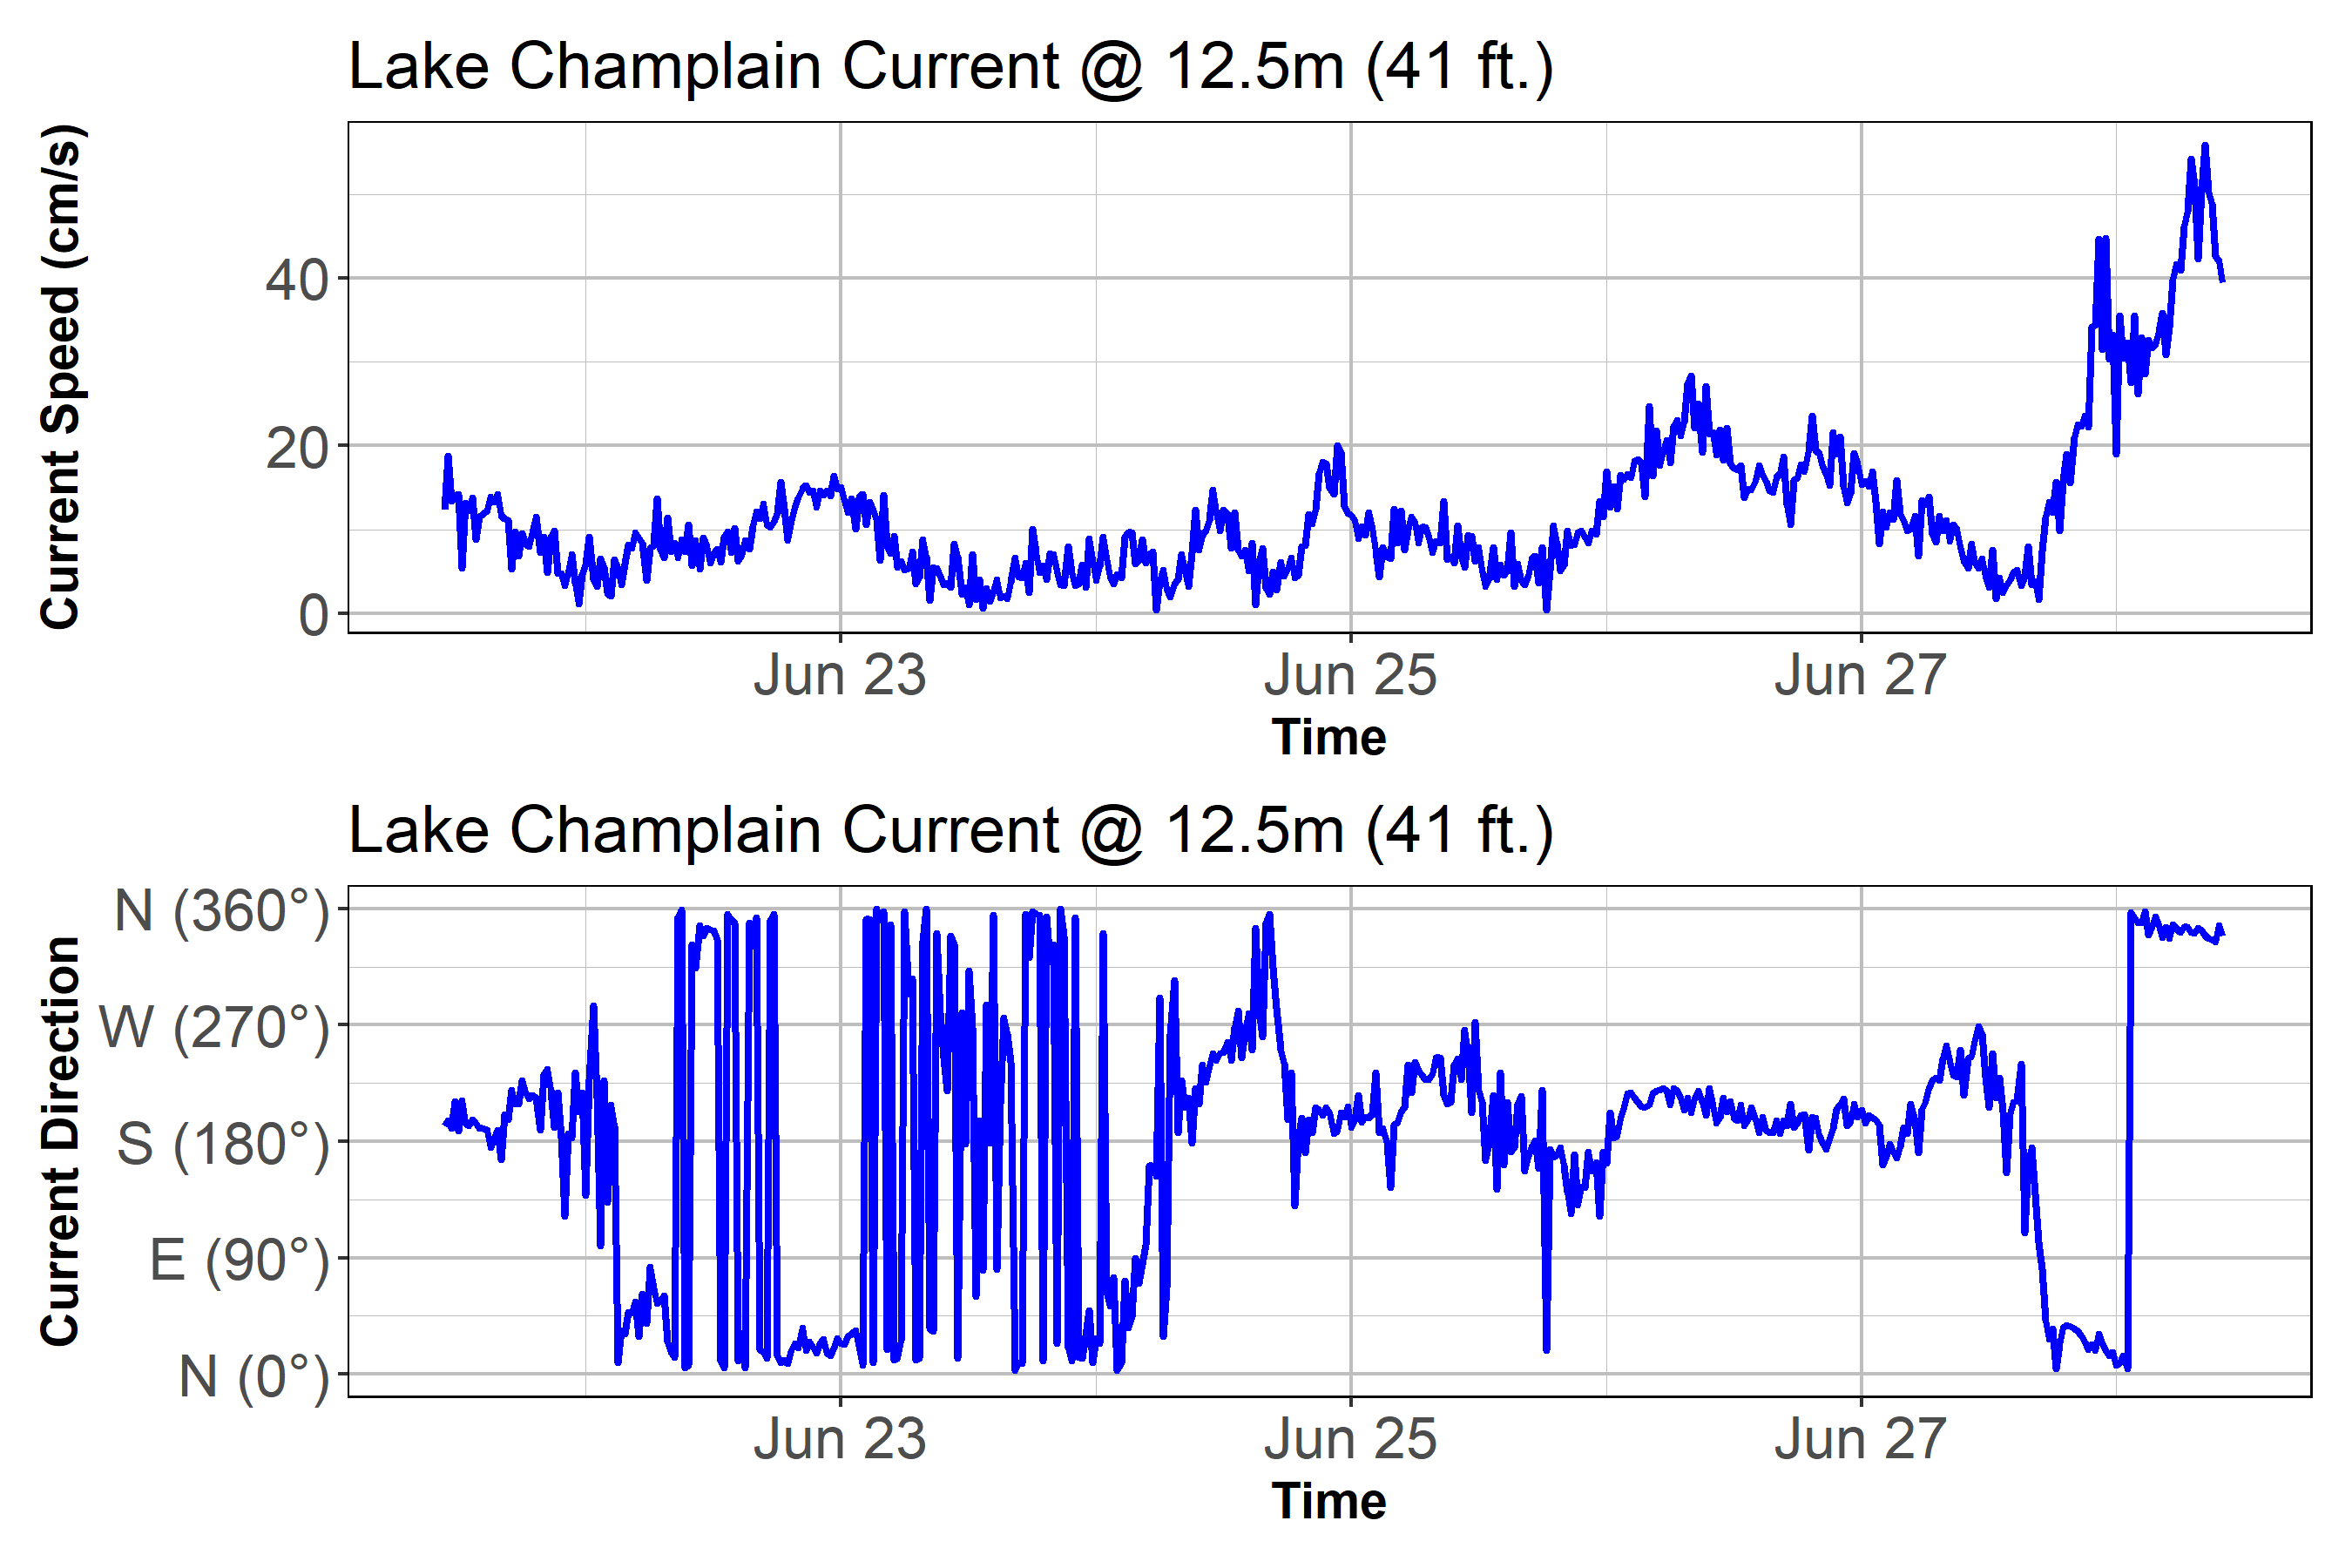 Lake Champlain Current @ 12.5m (41 ft.)
Current Speed (cm/s)
40
20
0
Jun 23 Jun 25 Jun 27
Time
Lake Champlain Current @ 12.5m (41 ft.)
Current Direction
N (360°)
W (270°)
S (180°)
E (90°)
N (0°)
Jun 23 Jun 25 Jun 27
Time